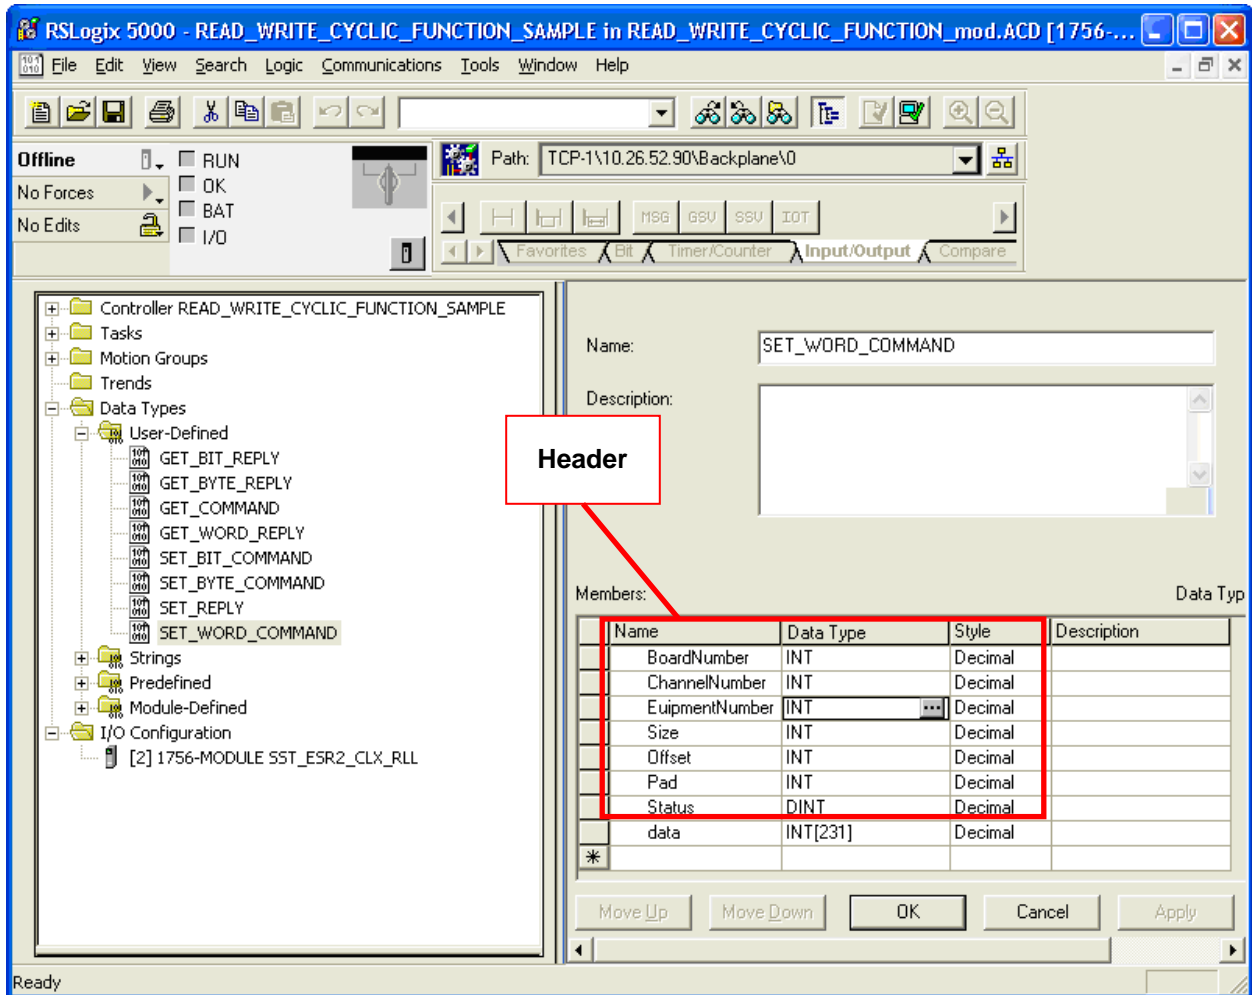 RSLogix 5000 - READ_WRITE_CYCLIC_FUNCTION_SAMPLE in READ_WRITE_CYCLIC_FUNCTION_mod.ACD [1756-...
File Edit View Search Logic Communications Tools Window Help
Offline
RUN
Path: TCP-1\10.26.52.90\Backplane\0
No Forces
OK
BAT
No Edits
I/O
MSG GSV SSV IOT
Favorites Bit Timer/Counter Input/Output Compare
Controller READ_WRITE_CYCLIC_FUNCTION_SAMPLE
Tasks
Motion Groups
Trends
Data Types
User-Defined
GET_BIT_REPLY
GET_BYTE_REPLY
GET_COMMAND
GET_WORD_REPLY
SET_BIT_COMMAND
SET_BYTE_COMMAND
SET_REPLY
SET_WORD_COMMAND
Strings
Predefined
Module-Defined
I/O Configuration
[2] 1756-MODULE SST_ESR2_CLX_RLL
Name: SET_WORD_COMMAND
Description:
Header
Members: Data Typ
Name Data Type Style Description
BoardNumber INT Decimal
ChannelNumber INT Decimal
EuipmentNumber INT ... Decimal
Size INT Decimal
Offset INT Decimal
Pad INT Decimal
Status DINT Decimal
data INT[231] Decimal
Move Up Move Down OK Cancel Apply
Ready